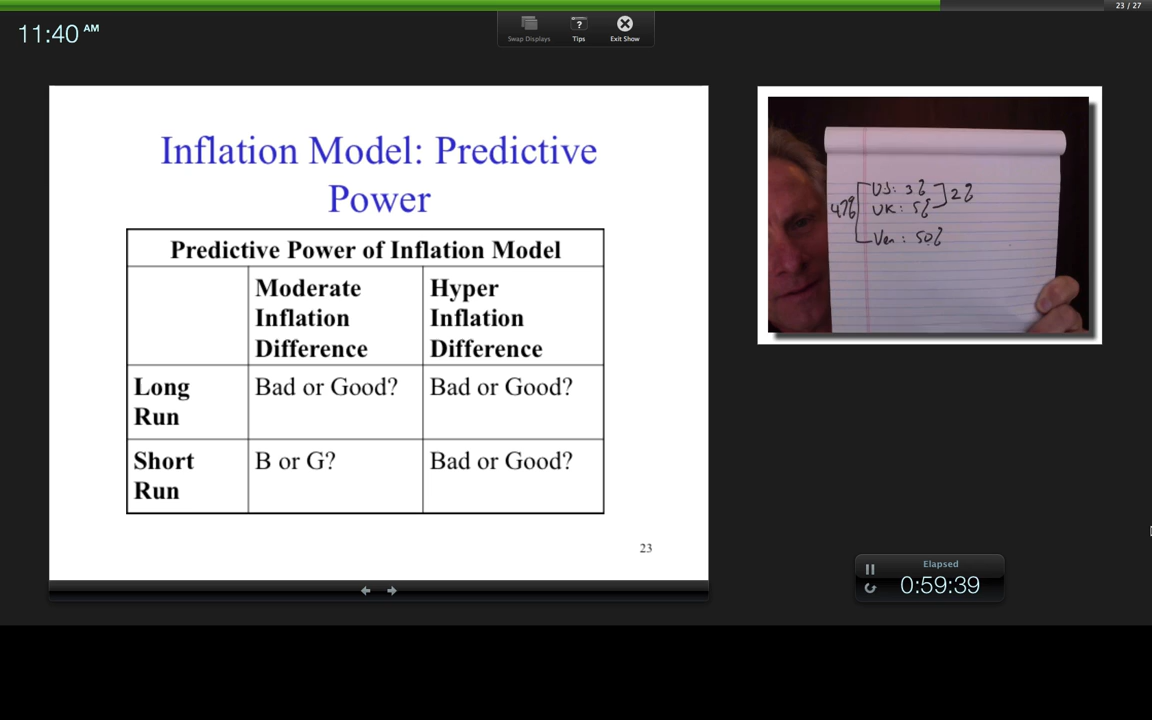 23 / 27
11:40 AM
Swap Displays
?
Tips
Exit Show
Inflation Model: Predictive
Power
Predictive Power of Inflation Model
Moderate
Inflation
Difference
Hyper
Inflation
Difference
Long
Run
Bad or Good?
Bad or Good?
Short
Run
B or G?
Bad or Good?
23
US: 3%
UK: 5%
2%
47%
Ven: 50%
Elapsed
0:59:39